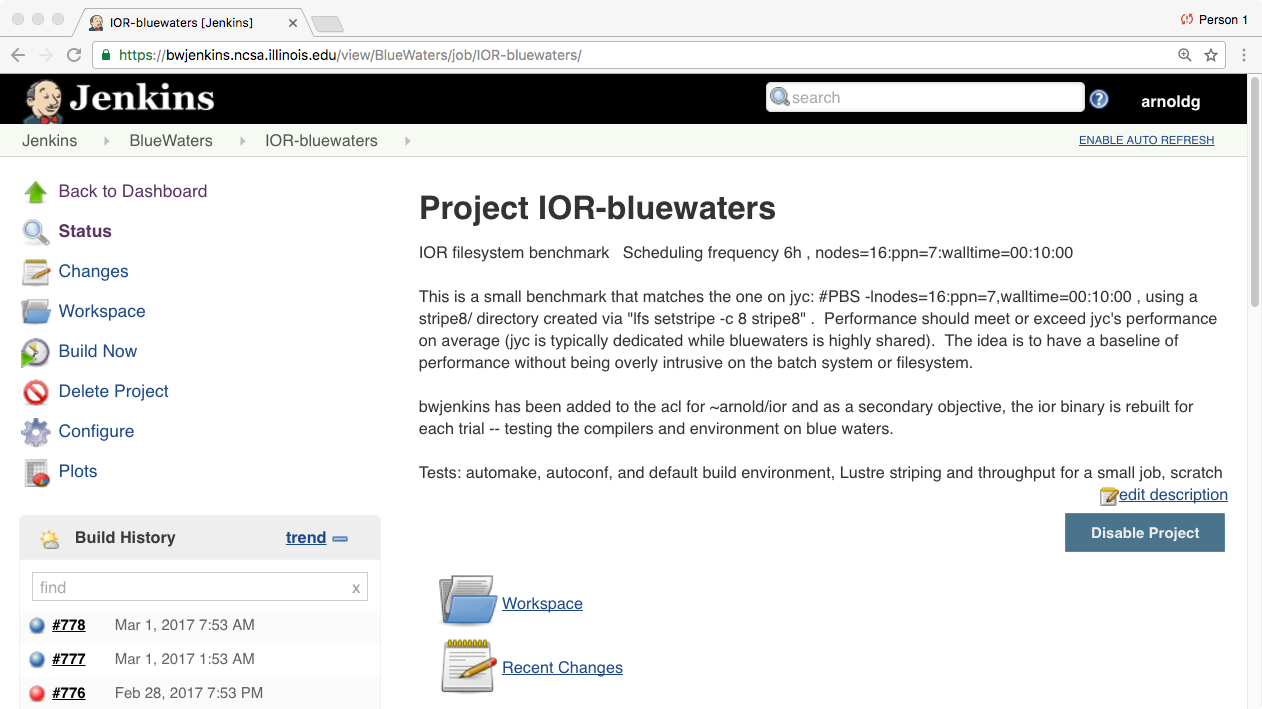 IOR-bluewaters [Jenkins]
Person 1
https://bwjenkins.ncsa.illinois.edu/view/BlueWaters/job/IOR-bluewaters/
Jenkins
search
?
arnoldg
Jenkins
BlueWaters
IOR-bluewaters
ENABLE AUTO REFRESH
Back to Dashboard
Status
Changes
Workspace
Build Now
Delete Project
Configure
Plots
Project IOR-bluewaters
IOR filesystem benchmark   Scheduling frequency 6h , nodes=16:ppn=7:walltime=00:10:00
This is a small benchmark that matches the one on jyc: #PBS -lnodes=16:ppn=7,walltime=00:10:00 , using a
stripe8/ directory created via "lfs setstripe -c 8 stripe8" .  Performance should meet or exceed jyc's performance
on average (jyc is typically dedicated while bluewaters is highly shared).  The idea is to have a baseline of
performance without being overly intrusive on the batch system or filesystem.
bwjenkins has been added to the acl for ~arnold/ior and as a secondary objective, the ior binary is rebuilt for
each trial -- testing the compilers and environment on blue waters.
Tests: automake, autoconf, and default build environment, Lustre striping and throughput for a small job, scratch
edit description
Disable Project
Workspace
Recent Changes
Build History
trend
find
x
#778 Mar 1, 2017 7:53 AM
#777 Mar 1, 2017 1:53 AM
#776 Feb 28, 2017 7:53 PM